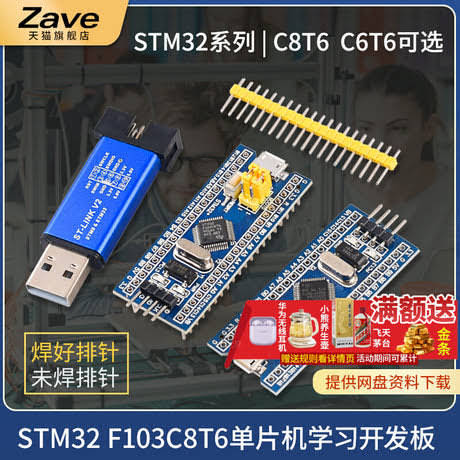 Zave
天猫旗舰店
STM32系列 | C8T6 C6T6可选
ST-LINK V2
STM8 & STM32
焊好排针
未焊排针
满额送
华为无线耳机
小熊养生壶
飞天茅台
金条
赠送规则看详情页 活动期间可累计
提供网盘资料下载
STM32 F103C8T6单片机学习开发板